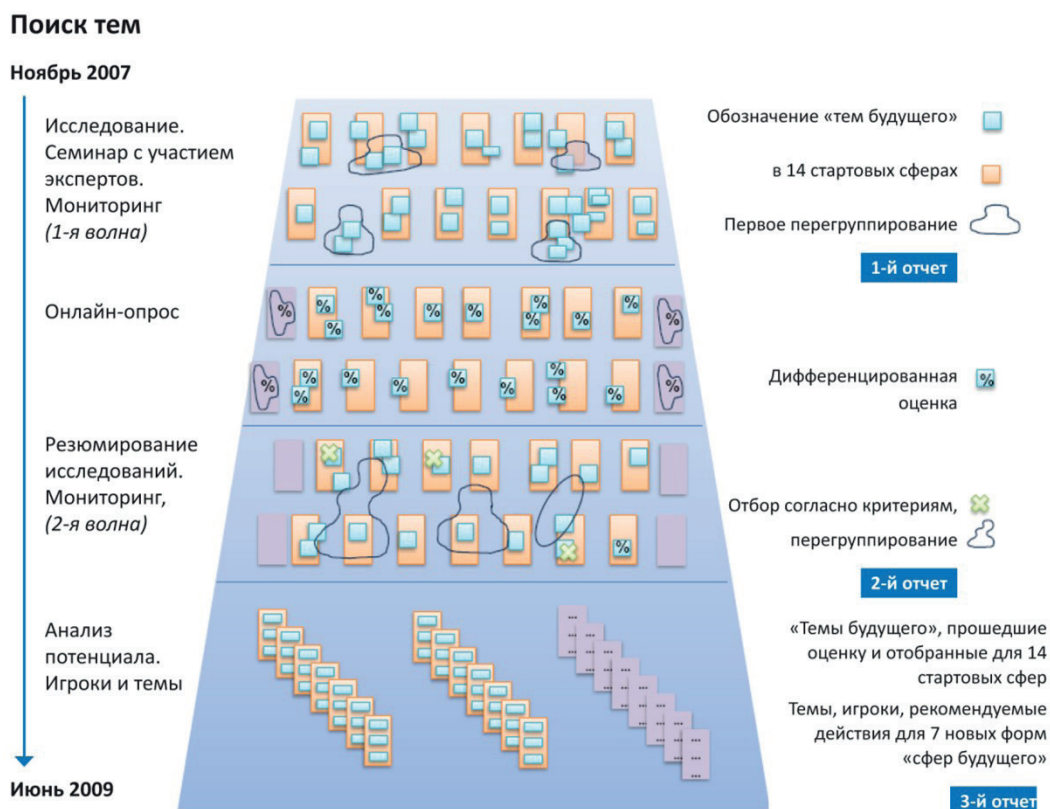 Поиск тем
Ноябрь 2007
Исследование.
Семинар с участием
экспертов.
Мониторинг
(1-я волна)
Обозначение «тем будущего»
в 14 стартовых сферах
Первое перегруппирование
1-й отчет
Онлайн-опрос
% % % % % % % % % % % %
% % % % % % % % % % % %
Дифференцированная
оценка
%
Резюмирование
исследований.
Мониторинг,
(2-я волна)
%
Отбор согласно критериям,
перегруппирование
2-й отчет
Анализ
потенциала.
Игроки и темы
«Темы будущего», прошедшие
оценку и отобранные для 14
стартовых сфер
Темы, игроки, рекомендуемые
действия для 7 новых форм
«сфер будущего»
3-й отчет
Июнь 2009